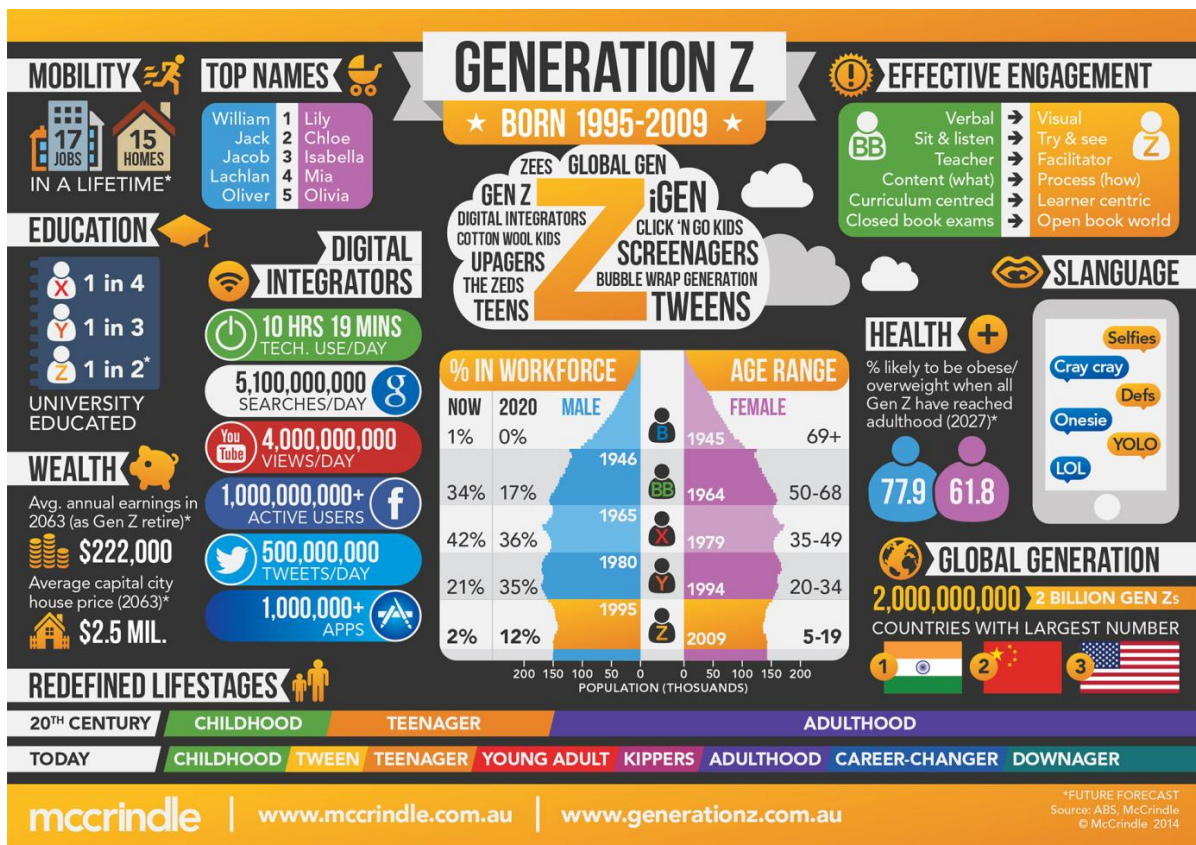 GENERATION Z
BORN 1995-2009
MOBILITY
17 JOBS
15 HOMES
IN A LIFETIME*
TOP NAMES
William 1 Lily
Jack 2 Chloe
Jacob 3 Isabella
Lachlan 4 Mia
Oliver 5 Olivia
EDUCATION
X 1 in 4
Y 1 in 3
Z 1 in 2*
UNIVERSITY
EDUCATED
WEALTH
Avg. annual earnings in
2063 (as Gen Z retire)*
$222,000
Average capital city
house price (2063)*
$2.5 MIL.
DIGITAL
INTEGRATORS
10 HRS 19 MINS
TECH. USE/DAY
5,100,000,000
SEARCHES/DAY
g
You
Tube
4,000,000,000
VIEWS/DAY
1,000,000,000+
ACTIVE USERS
f
500,000,000
TWEETS/DAY
1,000,000+
APPS
ZEES GLOBAL GEN
GEN Z
iGEN
DIGITAL INTEGRATORS
CLICK 'N GO KIDS
COTTON WOOL KIDS
SCREENAGERS
UPAGERS
BUBBLE WRAP GENERATION
THE ZEDS
TEENS
TWEENS
Z
% IN WORKFORCE
AGE RANGE
NOW 2020 MALE FEMALE
1% 0% B 1945 69+
34% 17% 1946 BB 1964 50-68
42% 36% 1965 X 1979 35-49
21% 35% 1980 Y 1994 20-34
2% 12% 1995 Z 2009 5-19
200 150 100 50 0 0 50 100 150 200
POPULATION (THOSUANDS)
EFFECTIVE ENGAGEMENT
BB
Z
Verbal → Visual
Sit & listen → Try & see
Teacher → Facilitator
Content (what) → Process (how)
Curriculum centred → Learner centric
Closed book exams → Open book world
SLANGUAGE
Selfies
Cray cray
Defs
Onesie
YOLO
LOL
HEALTH
% likely to be obese/
overweight when all
Gen Z have reached
adulthood (2027)*
77.9 61.8
GLOBAL GENERATION
2,000,000,000 2 BILLION GEN Zs
COUNTRIES WITH LARGEST NUMBER
1 2 3
REDEFINED LIFESTAGES
20TH CENTURY CHILDHOOD TEENAGER ADULTHOOD
TODAY CHILDHOOD TWEEN TEENAGER YOUNG ADULT KIPPERS ADULTHOOD CAREER-CHANGER DOWNAGER
mccrindle | www.mccrindle.com.au | www.generationz.com.au
*FUTURE FORECAST
Source: ABS, McCrindle
© McCrindle 2014